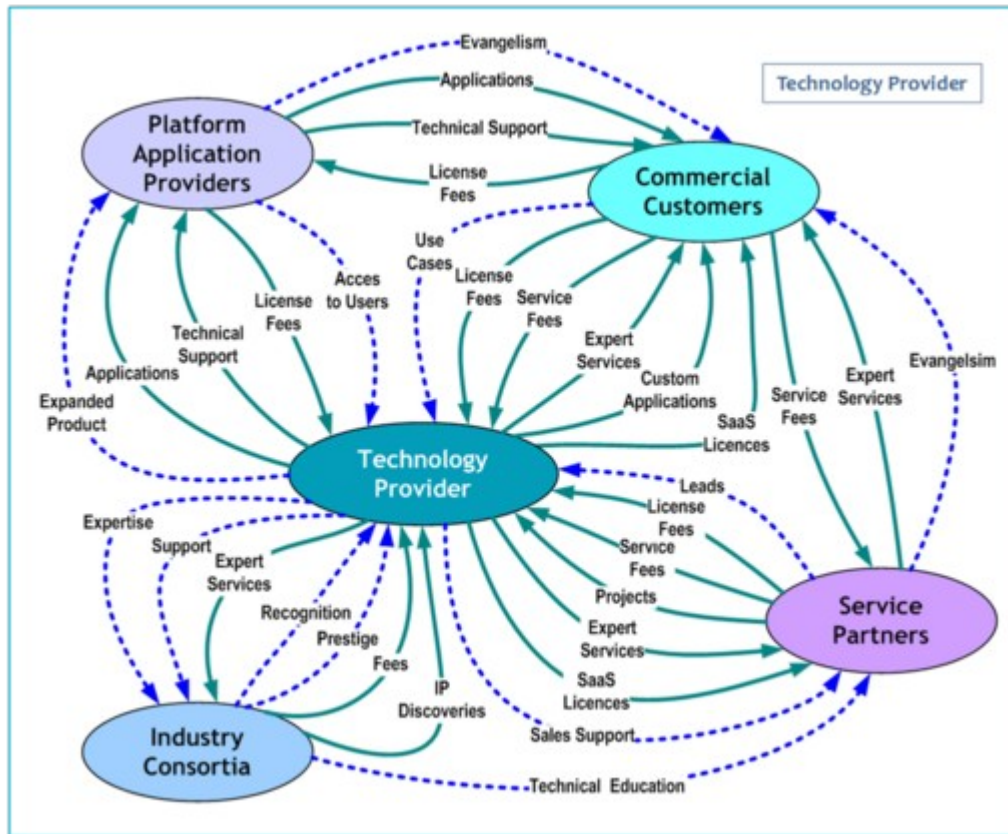 Evangelism
Applications
Technology Provider
Platform
Application
Providers
Technical Support
License
Fees
Commercial
Customers
Use
Cases
License
Fees
Service
Fees
Acces
to Users
License
Fees
Technical
Support
Applications
Expanded
Product
Expert
Services
Custom
Applications
SaaS
Licences
Service
Fees
Expert
Services
Evangelsim
Technology
Provider
Leads
License
Fees
Service
Fees
Projects
Expert
Services
SaaS
Licences
Sales Support
Service
Partners
Expertise
Support
Expert
Services
Recognition
Prestige
Fees
IP
Discoveries
Industry
Consortia
Technical Education